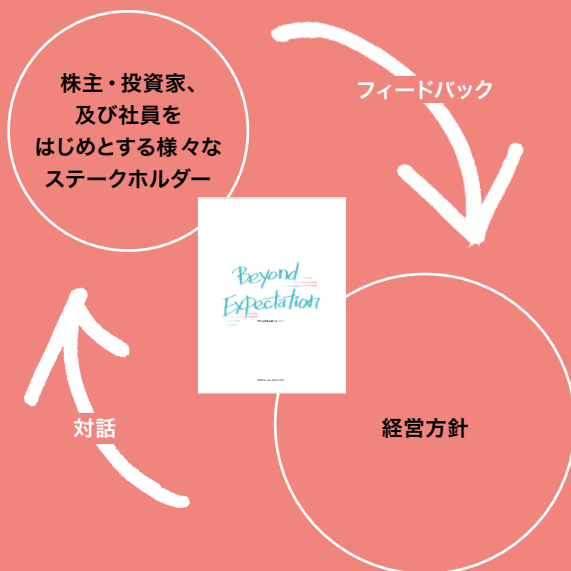 株主・投資家、
及び社員を
はじめとする様々な
ステークホルダー
フィードバック
Beyond
Expectation
対話
経営方針